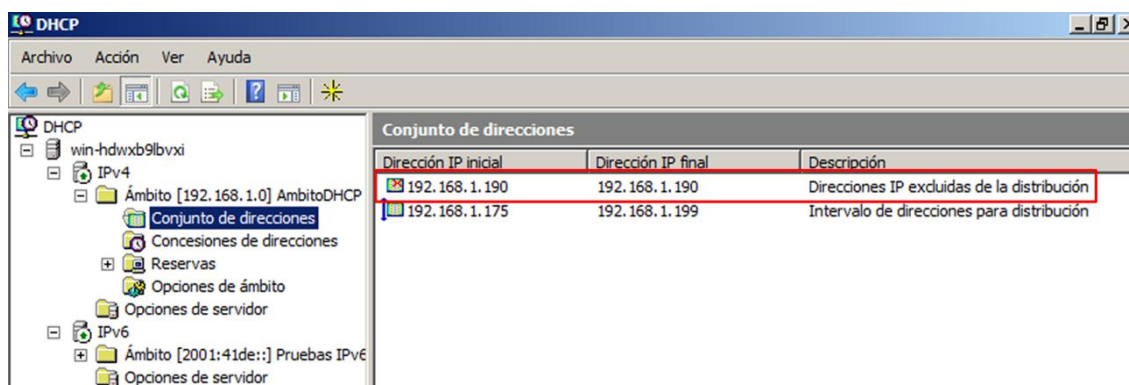 DHCP
Archivo Acción Ver Ayuda
DHCP
win-hdwxb9lbvxi
IPv4
Ámbito [192.168.1.0] AmbitoDHCP
Conjunto de direcciones
Concesiones de direcciones
Reservas
Opciones de ámbito
Opciones de servidor
IPv6
Ámbito [2001:41de::] Pruebas IPv6
Opciones de servidor
Conjunto de direcciones
Dirección IP inicial Dirección IP final Descripción
192.168.1.190 192.168.1.190 Direcciones IP excluidas de la distribución
192.168.1.175 192.168.1.199 Intervalo de direcciones para distribución